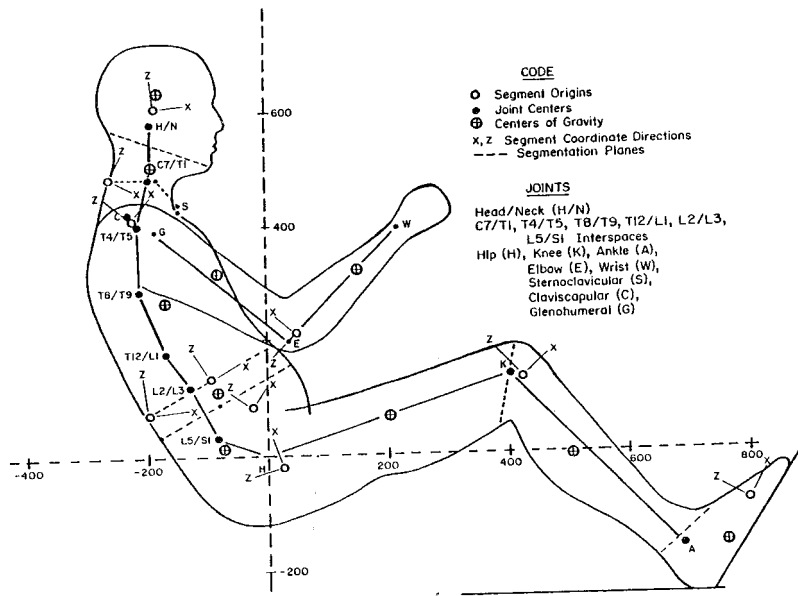 CODE
Segment Origins
Joint Centers
Centers of Gravity
X, Z Segment Coordinate Directions
Segmentation Planes
JOINTS
Head/Neck (H/N)
C7/T1, T4/T5, T8/T9, T12/L1, L2/L3,
L5/S1 Interspaces
Hip (H), Knee (K), Ankle (A),
Elbow (E), Wrist (W),
Sternoclavicular (S),
Claviscapular (C),
Glenohumeral (G)
Z
X
600
H/N
Z
C7/T1
Z
X
X
S
C
400
W
T4/T5
G
T8/T9
X
E
Z
Z
X
T12/L1
Z
X
K
Z
L2/L3
Z
X
X
X
L5/S1
H
Z
-400
-200
200
400
600
800
X
Z
A
-200